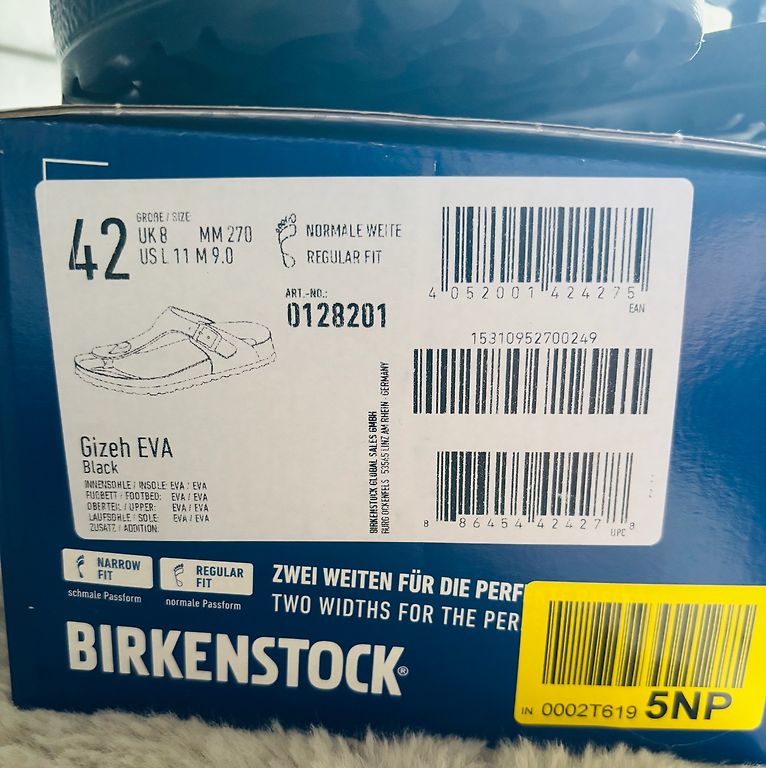 42
GRÖßE / SIZE
UK 8 MM 270
US L 11 M 9.0
NORMALE WEITE
REGULAR FIT
ART.-NO.:
0128201
4 052001 424275
EAN
15310952700249
8 86454 42427 8
UPC
BIRKENSTOCK GLOBAL SALES GMBH
BURG OCKENFELS · 53545 LINZ AM RHEIN · GERMANY
Gizeh EVA
Black
INNENSOHLE / INSOLE: EVA / EVA
FUßBETT / FOOTBED: EVA / EVA
OBERTEIL / UPPER: EVA / EVA
LAUFSOHLE / SOLE: EVA / EVA
ZUSATZ / ADDITION:
NARROW
FIT
schmale Passform
REGULAR
FIT
normale Passform
ZWEI WEITEN FÜR DIE PERF
TWO WIDTHS FOR THE PER
BIRKENSTOCK®
IN 0002T619 5NP